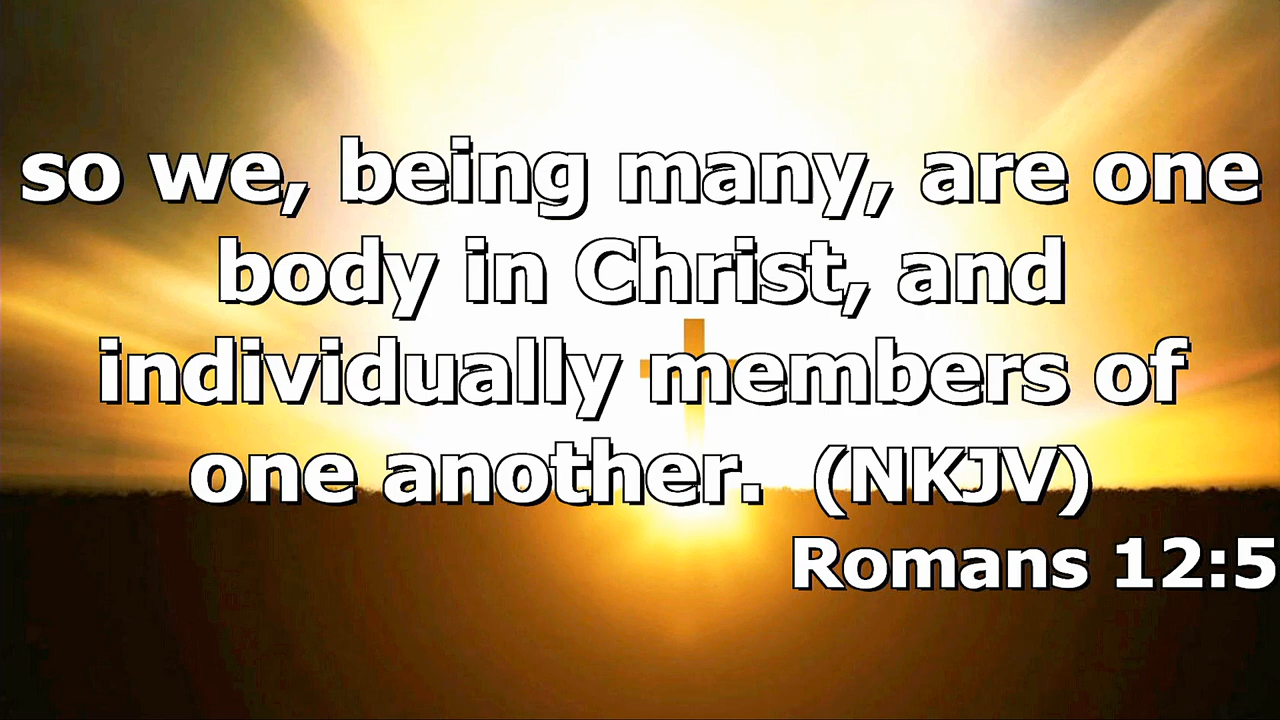 so we, being many, are one
body in Christ, and
individually members of
one another. (NKJV)
Romans 12:5